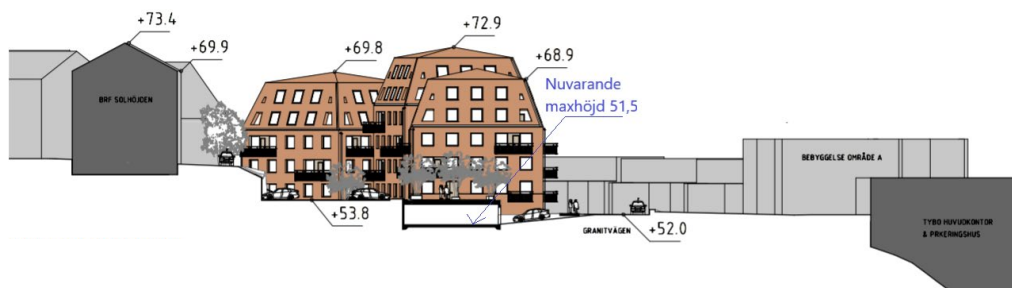 +73.4
+69.9
BRF SOLHÖJDEN
+69.8
+72.9
+68.9
Nuvarande
maxhöjd 51,5
BEBYGGELSE OMRÅDE A
+53.8
GRANITVÄGEN
+52.0
TYBO HUVUOKONTOR
& PRKERINGSHUS